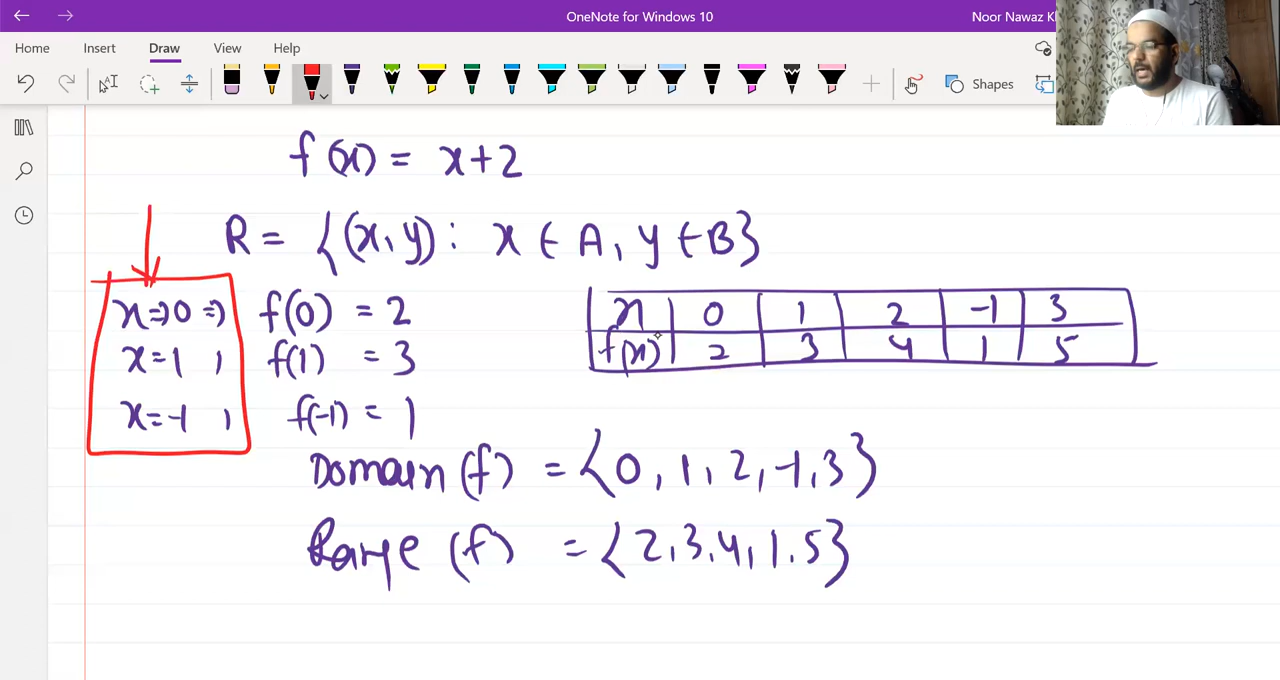 OneNote for Windows 10
Noor Nawaz Kh
Home Insert Draw View Help
Shapes
f(x) = x+2
R = {(x,y): x ∈ A, y ∈ B}
x⇒0 ⇒ f(0) = 2
x=1, f(1) = 3
x=-1, f(-1) = 1
x 0 1 2 -1 3
f(x) 2 3 4 1 5
Domain (f) = {0, 1, 2, -1, 3}
Range (f) = {2, 3, 4, 1, 5}